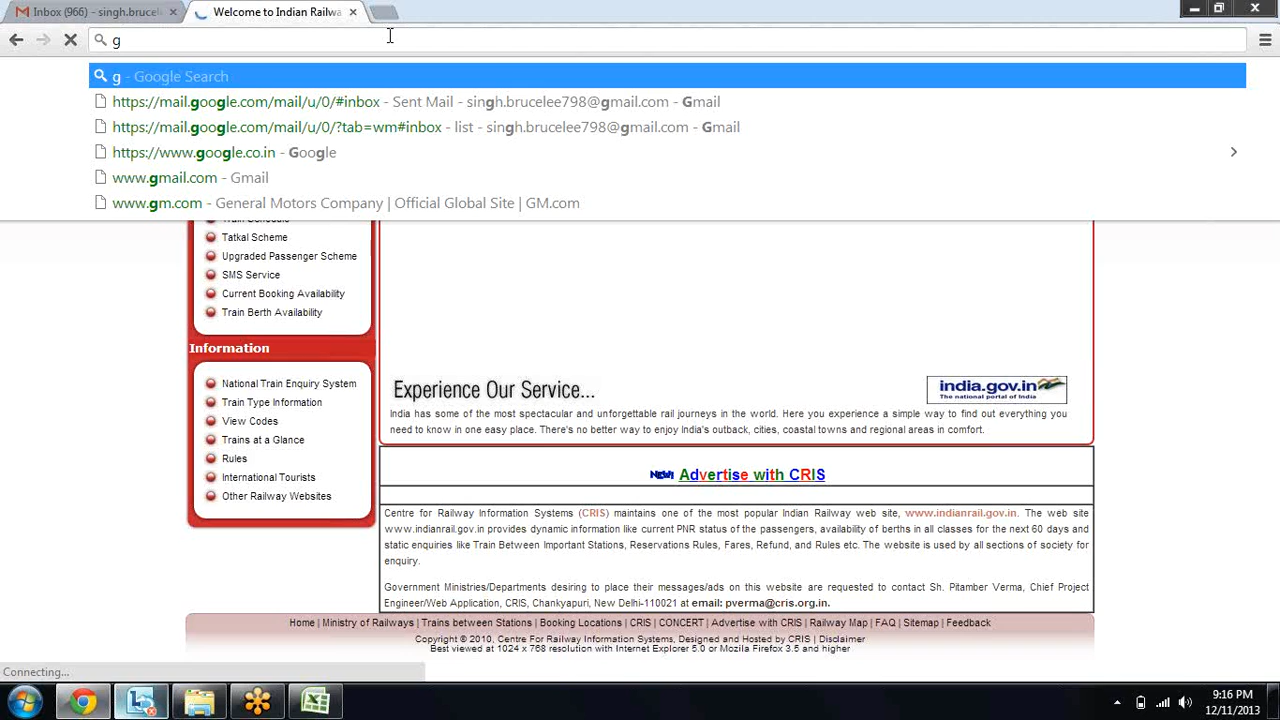 Inbox (966) - singh.brucel
Welcome to Indian Railwa
g
g - Google Search
https://mail.google.com/mail/u/0/#inbox - Sent Mail - singh.brucelee798@gmail.com - Gmail
https://mail.google.com/mail/u/0/?tab=wm#inbox - list - singh.brucelee798@gmail.com - Gmail
https://www.google.co.in - Google
www.gmail.com - Gmail
www.gm.com - General Motors Company | Official Global Site | GM.com
Tatkal Scheme
Upgraded Passenger Scheme
SMS Service
Current Booking Availability
Train Berth Availability
Information
National Train Enquiry System
Train Type Information
View Codes
Trains at a Glance
Rules
International Tourists
Other Railway Websites
Experience Our Service...
india.gov.in
The national portal of India
India has some of the most spectacular and unforgettable rail journeys in the world. Here you experience a simple way to find out everything you
need to know in one easy place. There's no better way to enjoy India's outback, cities, coastal towns and regional areas in comfort.
NEW! Advertise with CRIS
Centre for Railway Information Systems (CRIS) maintains one of the most popular Indian Railway web site, www.indianrail.gov.in. The web site
www.indianrail.gov.in provides dynamic information like current PNR status of the passengers, availability of berths in all classes for the next 60 days and
static enquiries like Train Between Important Stations, Reservations Rules, Fares, Refund, and Rules etc. The website is used by all sections of society for
enquiry.
Government Ministries/Departments desiring to place their messages/ads on this website are requested to contact Sh. Pitamber Verma, Chief Project
Engineer/Web Application, CRIS, Chankyapuri, New Delhi-110021 at email: pverma@cris.org.in.
Home | Ministry of Railways | Trains between Stations | Booking Locations | CRIS | CONCERT | Advertise with CRIS | Railway Map | FAQ | Sitemap | Feedback
Copyright © 2010, Centre For Railway Information Systems, Designed and Hosted by CRIS | Disclaimer
Best viewed at 1024 x 768 resolution with Internet Explorer 5.0 or Mozila Firefox 3.5 and higher
Connecting...
9:16 PM
12/11/2013